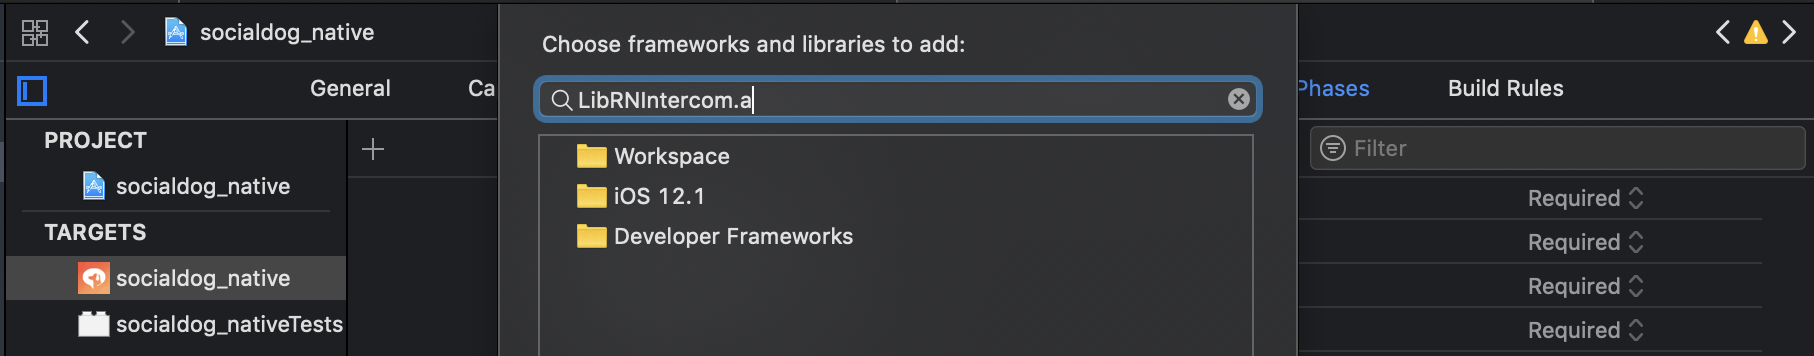 socialdog_native
Choose frameworks and libraries to add:
General
Ca
LibRNIntercom.a
Phases
Build Rules
PROJECT
Workspace
Filter
socialdog_native
iOS 12.1
Required
TARGETS
Developer Frameworks
Required
socialdog_native
Required
socialdog_nativeTests
Required